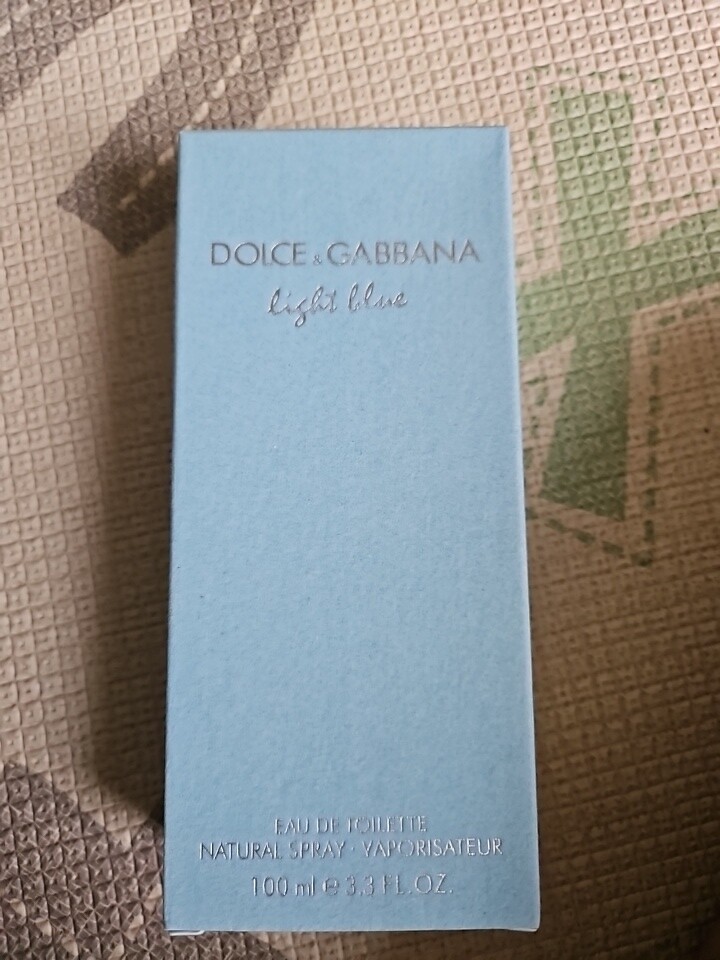 DOLCE & GABBANA
light blue
EAU DE TOILETTE
NATURAL SPRAY · VAPORISATEUR
100 ml e 3.3 FL.OZ.